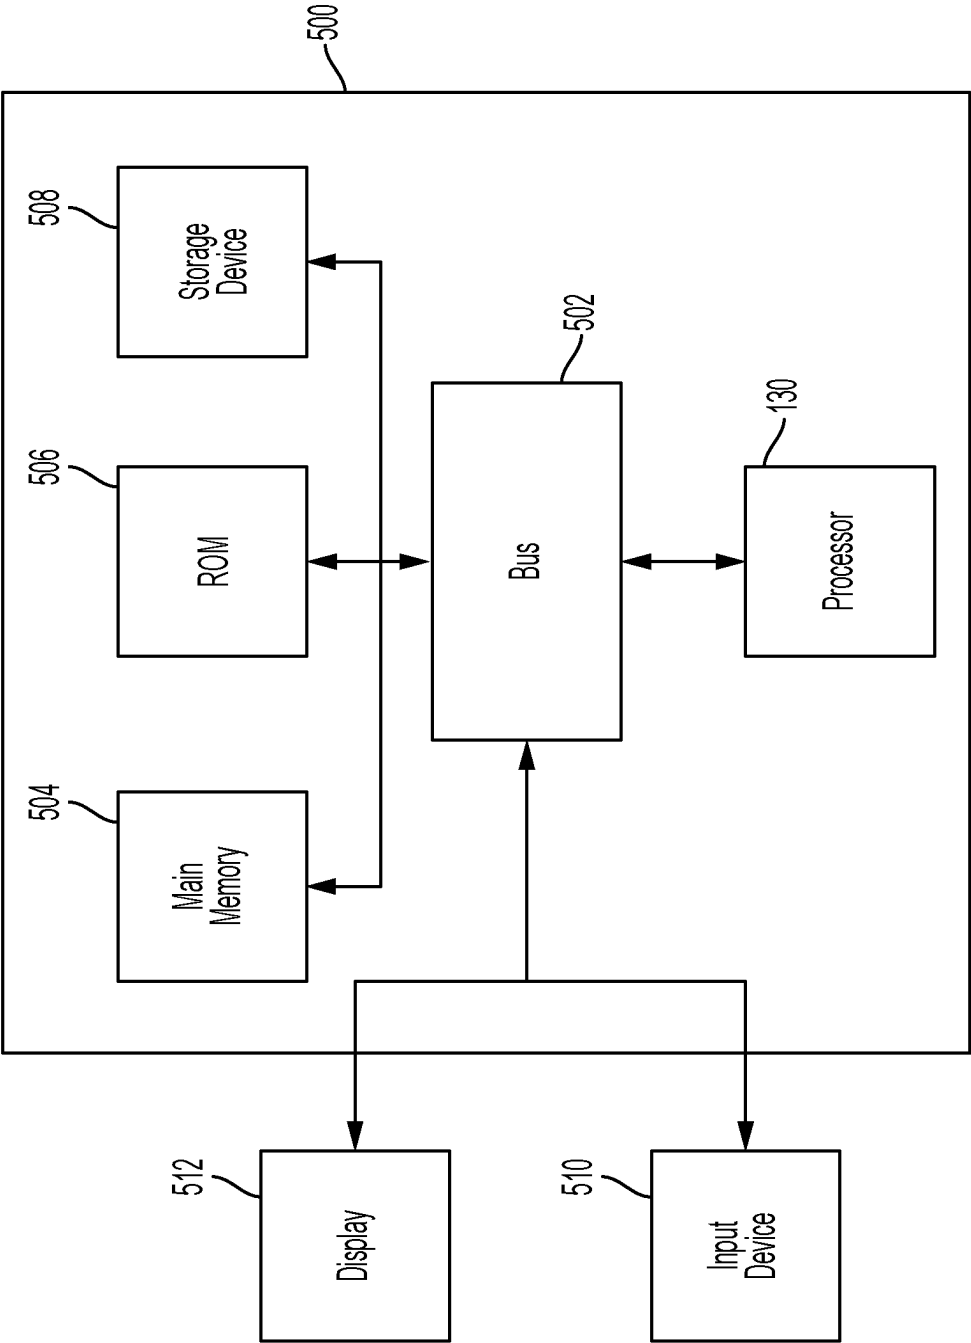 500
504
506
508
Main
Memory
ROM
Storage
Device
512
Display
502
Bus
510
130
Input
Device
Processor